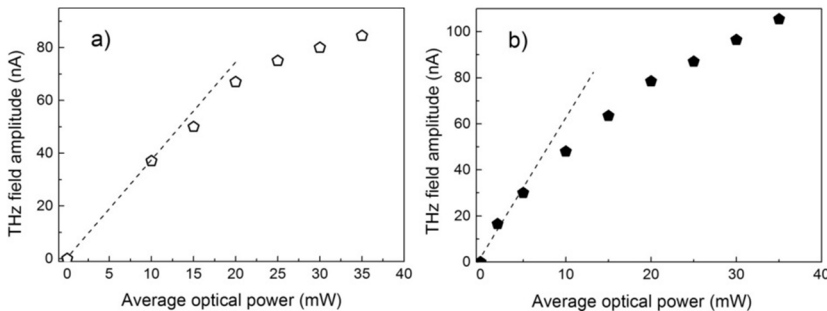 a)
THz field amplitude (nA)
80
60
40
20
0
0 5 10 15 20 25 30 35 40
Average optical power (mW)
b)
THz field amplitude (nA)
100
80
60
40
20
0
0 10 20 30 40
Average optical power (mW)